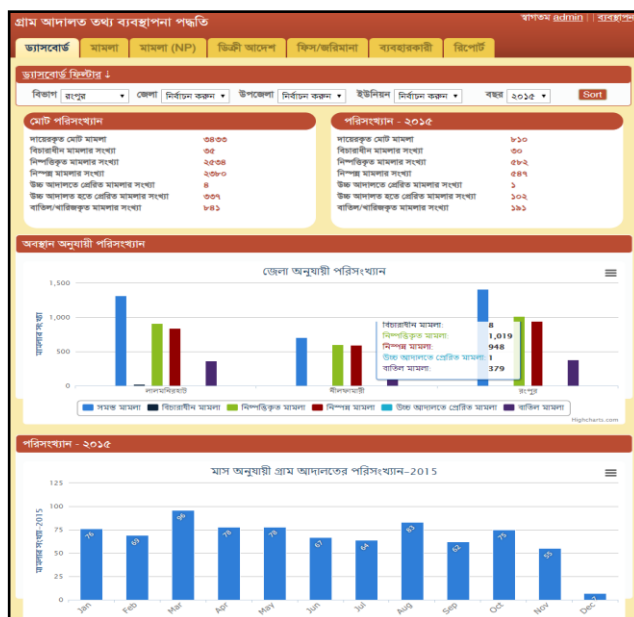 গ্রাম আদালত তথ্য ব্যবস্থাপনা পদ্ধতি
স্বাগতম admin | | ব্যবস্থাপনা
ড্যাসবোর্ড মামলা মামলা (NP) ডিক্রী আদেশ ফিস/জরিমানা ব্যবহারকারী রিপোর্ট
ড্যাসবোর্ড ফিল্টার ↓
বিভাগ রংপুর জেলা নির্বাচন করুন উপজেলা নির্বাচন করুন ইউনিয়ন নির্বাচন করুন বছর ২০১৫ Sort
মোট পরিসংখ্যান
দায়েরকৃত মোট মামলা ৩৪৩৩
বিচারাধীন মামলার সংখ্যা ৩৫
নিষ্পত্তিকৃত মামলার সংখ্যা ২৫৩৪
নিস্পন্ন মামলার সংখ্যা ২৩৮০
উচ্চ আদালতে প্রেরিত মামলার সংখ্যা ৪
উচ্চ আদালত হতে প্রেরিত মামলার সংখ্যা ৩৩৭
বাতিল/খারিজকৃত মামলার সংখ্যা ৮৪১
পরিসংখ্যান - ২০১৫
দায়েরকৃত মোট মামলা ৮১০
বিচারাধীন মামলার সংখ্যা ৩০
নিষ্পত্তিকৃত মামলার সংখ্যা ৫৮২
নিস্পন্ন মামলার সংখ্যা ৫৪৭
উচ্চ আদালতে প্রেরিত মামলার সংখ্যা ১
উচ্চ আদালত হতে প্রেরিত মামলার সংখ্যা ১০২
বাতিল/খারিজকৃত মামলার সংখ্যা ১৯১
অবস্থান অনুযায়ী পরিসংখ্যান
জেলা অনুযায়ী পরিসংখ্যান
মামলার সংখ্যা
1,500
1,000
500
0
বিচারাধীন মামলা: 8
নিষ্পত্তিকৃত মামলা: 1,019
নিস্পন্ন মামলা: 948
উচ্চ আদালতে প্রেরিত মামলা: 1
বাতিল মামলা: 379
লালমনিরহাট নীলফামারী রংপুর
সমস্ত মামলা বিচারাধীন মামলা নিষ্পত্তিকৃত মামলা নিস্পন্ন মামলা উচ্চ আদালতে প্রেরিত মামলা বাতিল মামলা
Highcharts.com
পরিসংখ্যান - ২০১৫
মাস অনুযায়ী গ্রাম আদালতের পরিসংখ্যান-2015
মামলার সংখ্যা-2015
125
100
75
50
25
0
76 69 96 78 78 67 64 83 62 75 55 7
Jan Feb Mar Apr May Jun Jul Aug Sep Oct Nov Dec